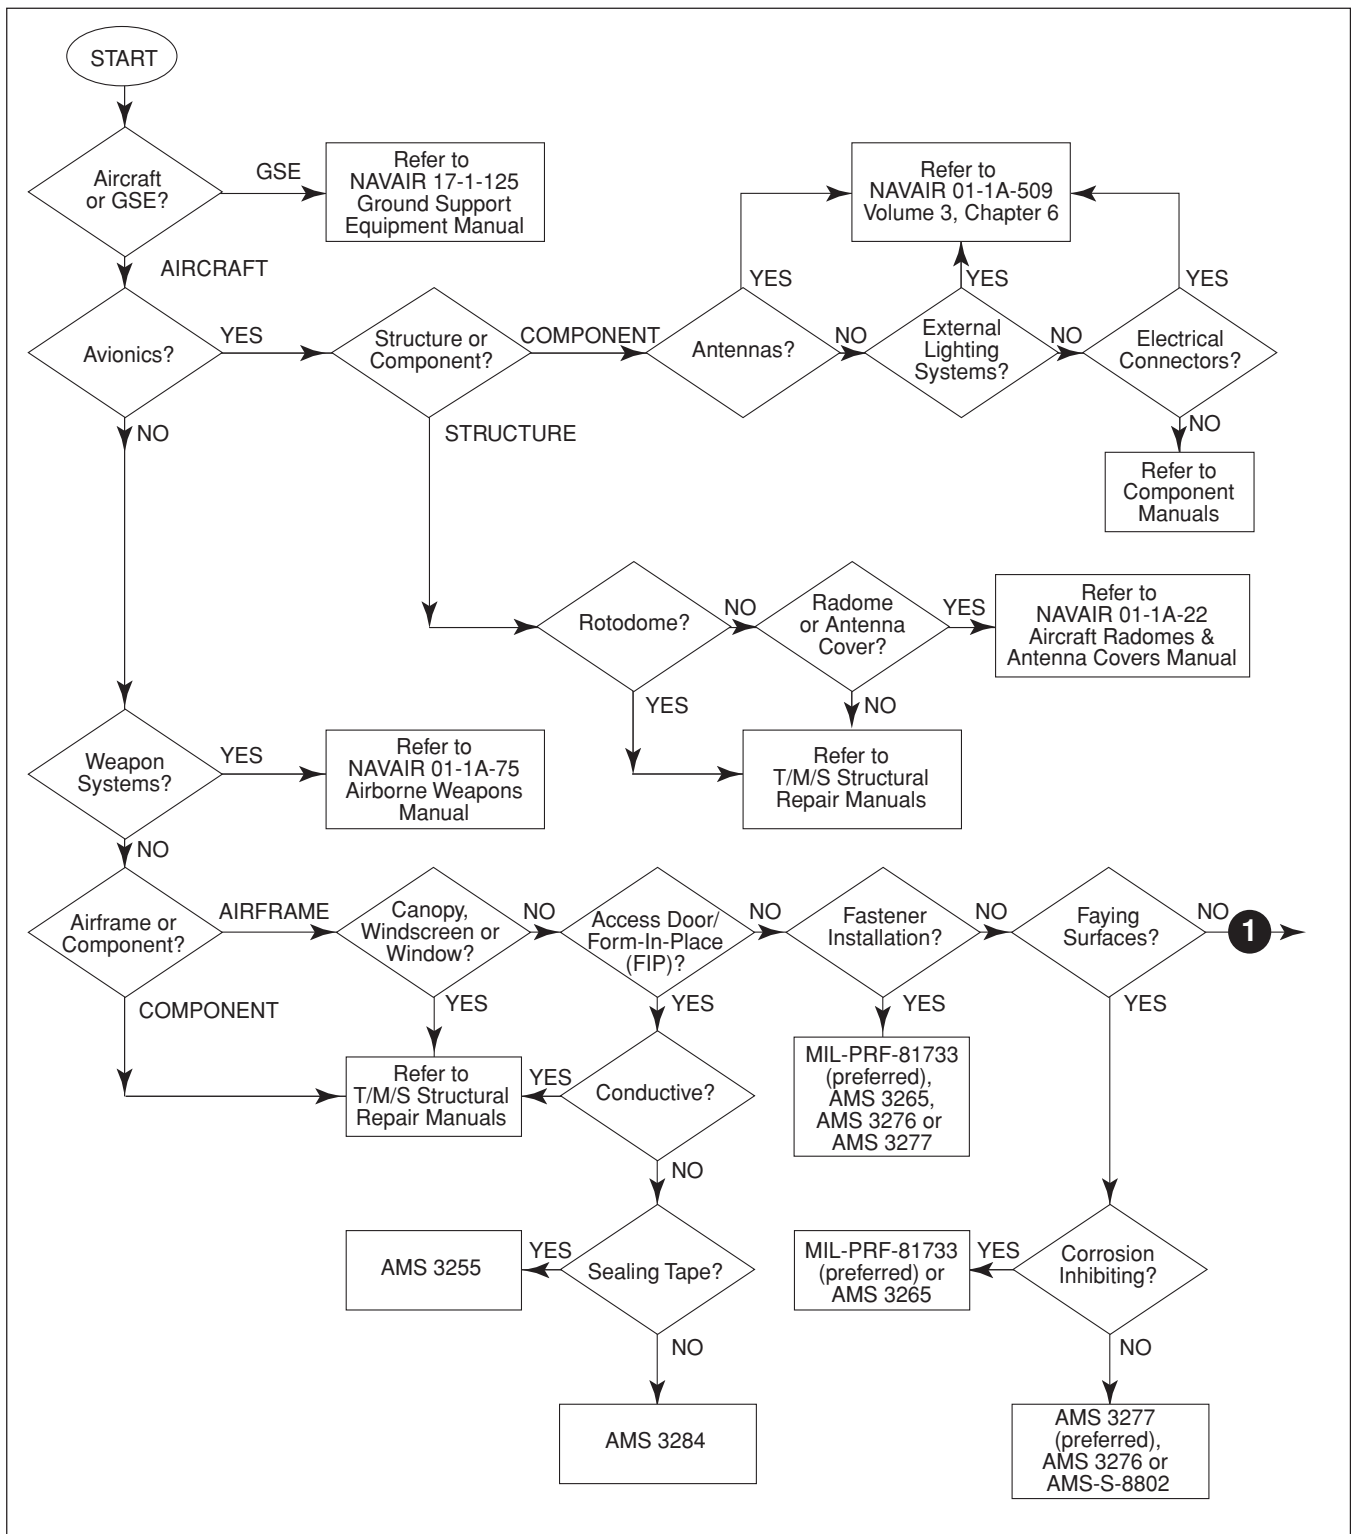 START
Aircraft
or GSE?
GSE
Refer to
NAVAIR 17-1-125
Ground Support
Equipment Manual
Refer to
NAVAIR 01-1A-509
Volume 3, Chapter 6
AIRCRAFT
YES
YES
YES
Avionics?
YES
Structure or
Component?
COMPONENT
Antennas?
NO
External
Lighting
Systems?
NO
Electrical
Connectors?
NO
STRUCTURE
NO
Refer to
Component
Manuals
Rotodome?
NO
Radome
or Antenna
Cover?
YES
Refer to
NAVAIR 01-1A-22
Aircraft Radomes &
Antenna Covers Manual
YES
NO
Weapon
Systems?
YES
Refer to
NAVAIR 01-1A-75
Airborne Weapons
Manual
Refer to
T/M/S Structural
Repair Manuals
NO
Airframe or
Component?
AIRFRAME
Canopy,
Windscreen or
Window?
NO
Access Door/
Form-In-Place
(FIP)?
NO
Fastener
Installation?
NO
Faying
Surfaces?
NO
1
COMPONENT
YES
YES
YES
YES
Refer to
T/M/S Structural
Repair Manuals
YES
Conductive?
MIL-PRF-81733
(preferred),
AMS 3265,
AMS 3276 or
AMS 3277
NO
AMS 3255
YES
Sealing Tape?
MIL-PRF-81733
(preferred) or
AMS 3265
YES
Corrosion
Inhibiting?
NO
NO
AMS 3284
AMS 3277
(preferred),
AMS 3276 or
AMS-S-8802